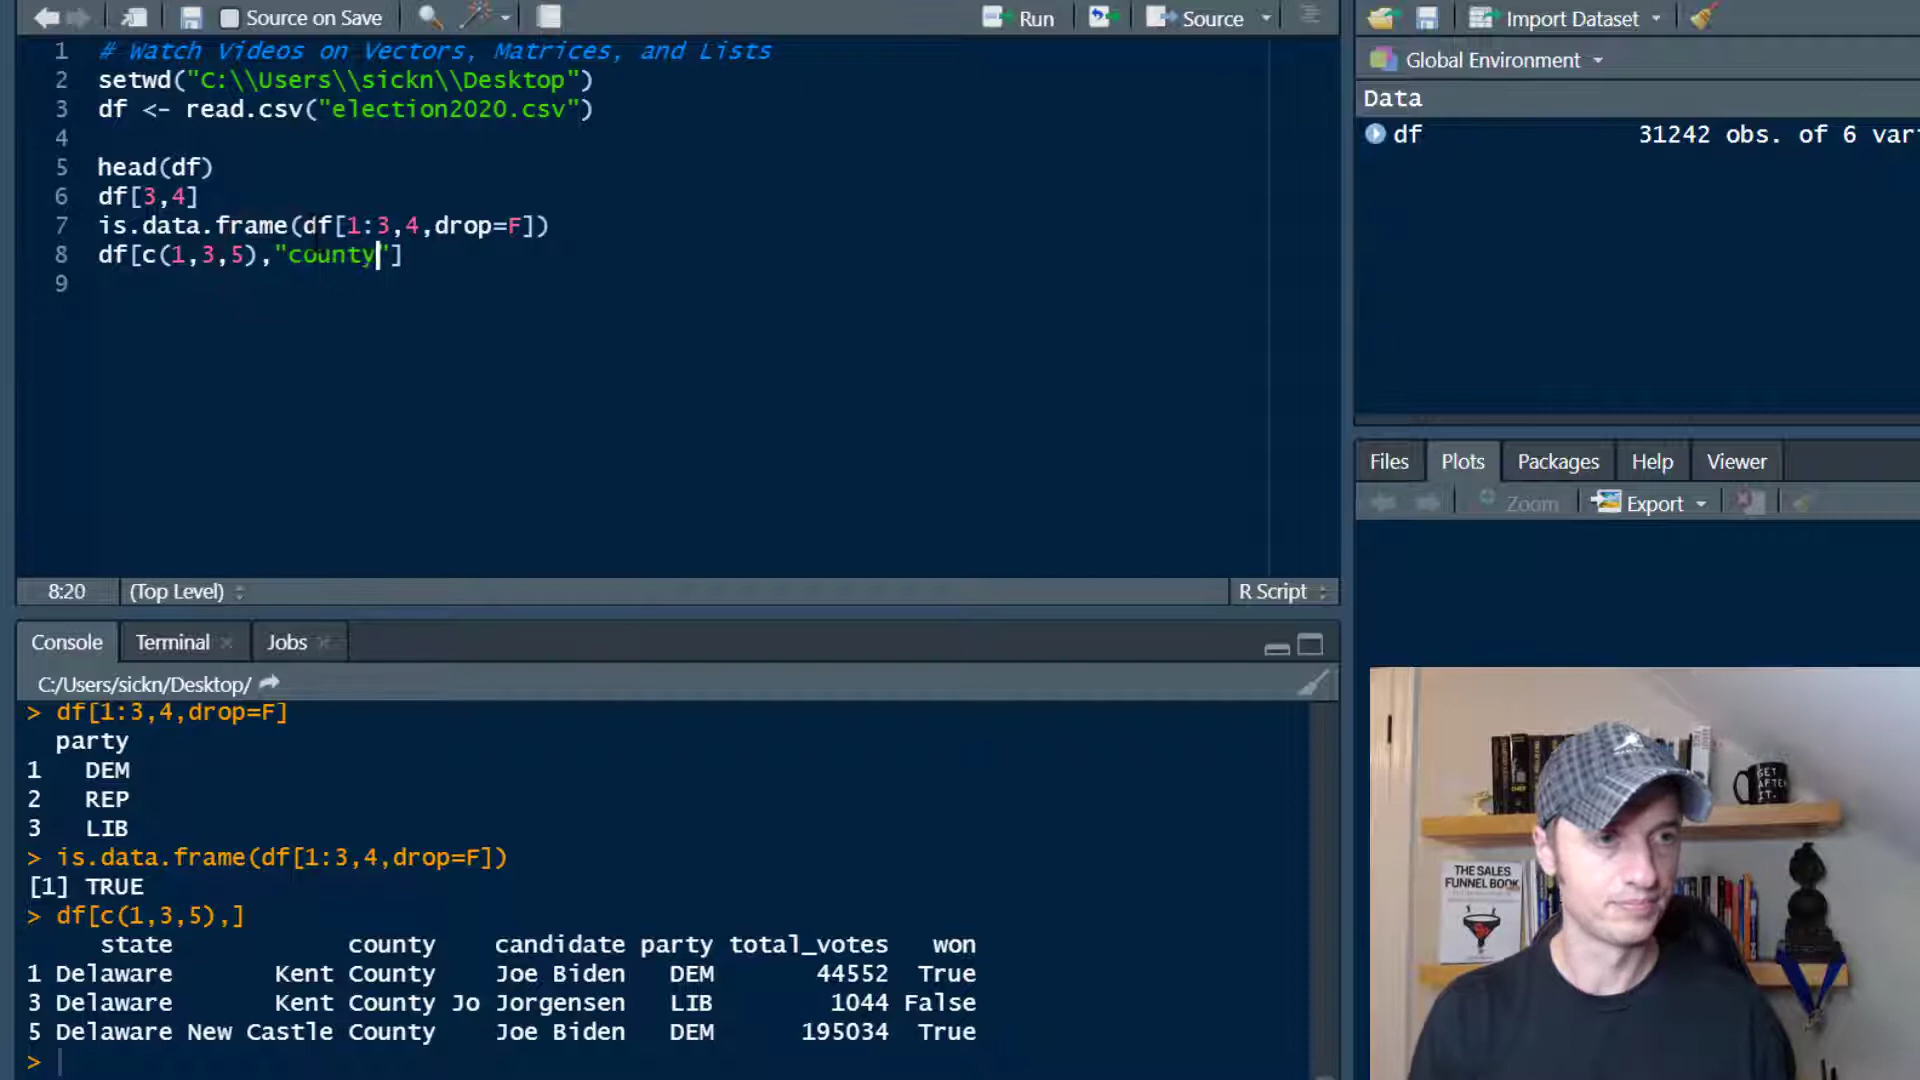 Source on Save
Run
Source
Import Dataset
Global Environment
Data
df 31242 obs. of 6 vari
1 # Watch Videos on Vectors, Matrices, and Lists
2 setwd("C:\\Users\\sickn\\Desktop")
3 df <- read.csv("election2020.csv")
4
5 head(df)
6 df[3,4]
7 is.data.frame(df[1:3,4,drop=F])
8 df[c(1,3,5),"county"]
9
Files Plots Packages Help Viewer
Zoom Export
8:20 (Top Level) R Script
Console Terminal Jobs
C:/Users/sickn/Desktop/
> df[1:3,4,drop=F]
party
1 DEM
2 REP
3 LIB
> is.data.frame(df[1:3,4,drop=F])
[1] TRUE
> df[c(1,3,5),]
state county candidate party total_votes won
1 Delaware Kent County Joe Biden DEM 44552 True
3 Delaware Kent County Jo Jorgensen LIB 1044 False
5 Delaware New Castle County Joe Biden DEM 195034 True
>
GET
AFTER
IT.
THE SALES
FUNNEL BOOK